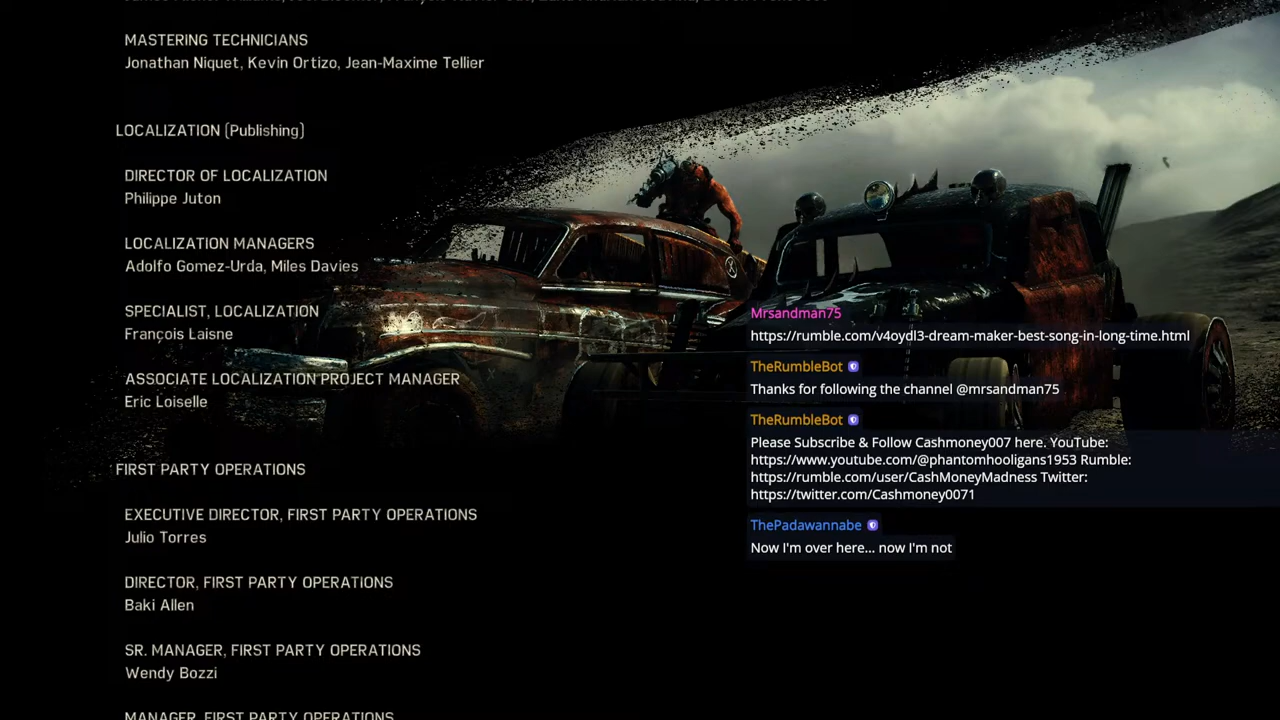 MASTERING TECHNICIANS
Jonathan Niquet, Kevin Ortizo, Jean-Maxime Tellier
LOCALIZATION (Publishing)
DIRECTOR OF LOCALIZATION
Philippe Juton
LOCALIZATION MANAGERS
Adolfo Gomez-Urda, Miles Davies
SPECIALIST, LOCALIZATION
François Laisne
ASSOCIATE LOCALIZATION PROJECT MANAGER
Eric Loiselle
FIRST PARTY OPERATIONS
EXECUTIVE DIRECTOR, FIRST PARTY OPERATIONS
Julio Torres
DIRECTOR, FIRST PARTY OPERATIONS
Baki Allen
SR. MANAGER, FIRST PARTY OPERATIONS
Wendy Bozzi
MANAGER, FIRST PARTY OPERATIONS
Mrsandman75
https://rumble.com/v4oydl3-dream-maker-best-song-in-long-time.html
TheRumbleBot
Thanks for following the channel @mrsandman75
TheRumbleBot
Please Subscribe & Follow Cashmoney007 here. YouTube:
https://www.youtube.com/@phantomhooligans1953 Rumble:
https://rumble.com/user/CashMoneyMadness Twitter:
https://twitter.com/Cashmoney0071
ThePadawannabe
Now I'm over here... now I'm not